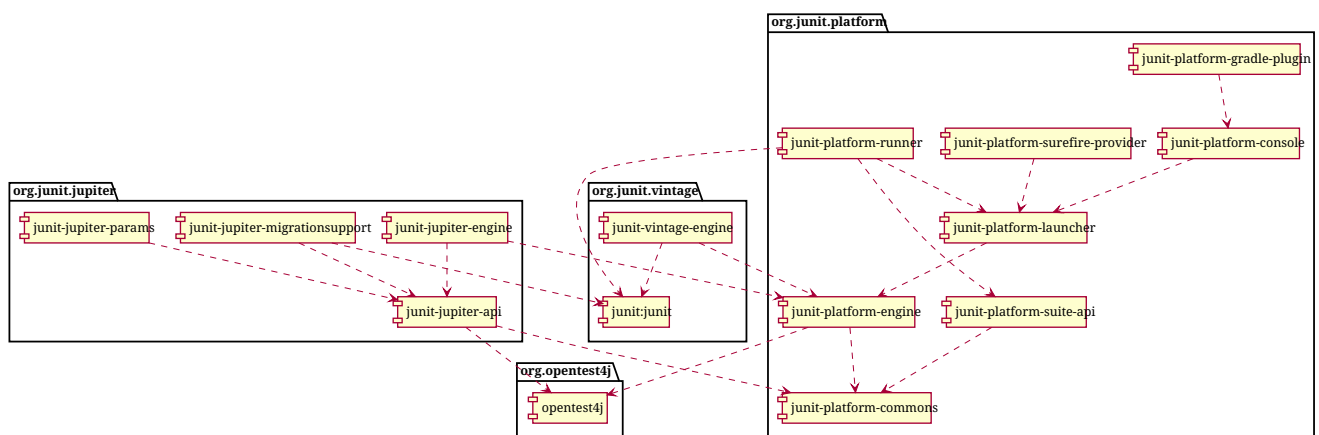 org.junit.platform
junit-platform-gradle-plugin
junit-platform-runner
junit-platform-surefire-provider
junit-platform-console
org.junit.jupiter
org.junit.vintage
junit-jupiter-params
junit-jupiter-migrationsupport
junit-jupiter-engine
junit-vintage-engine
junit-platform-launcher
junit-jupiter-api
junit:junit
junit-platform-engine
junit-platform-suite-api
org.opentest4j
opentest4j
junit-platform-commons